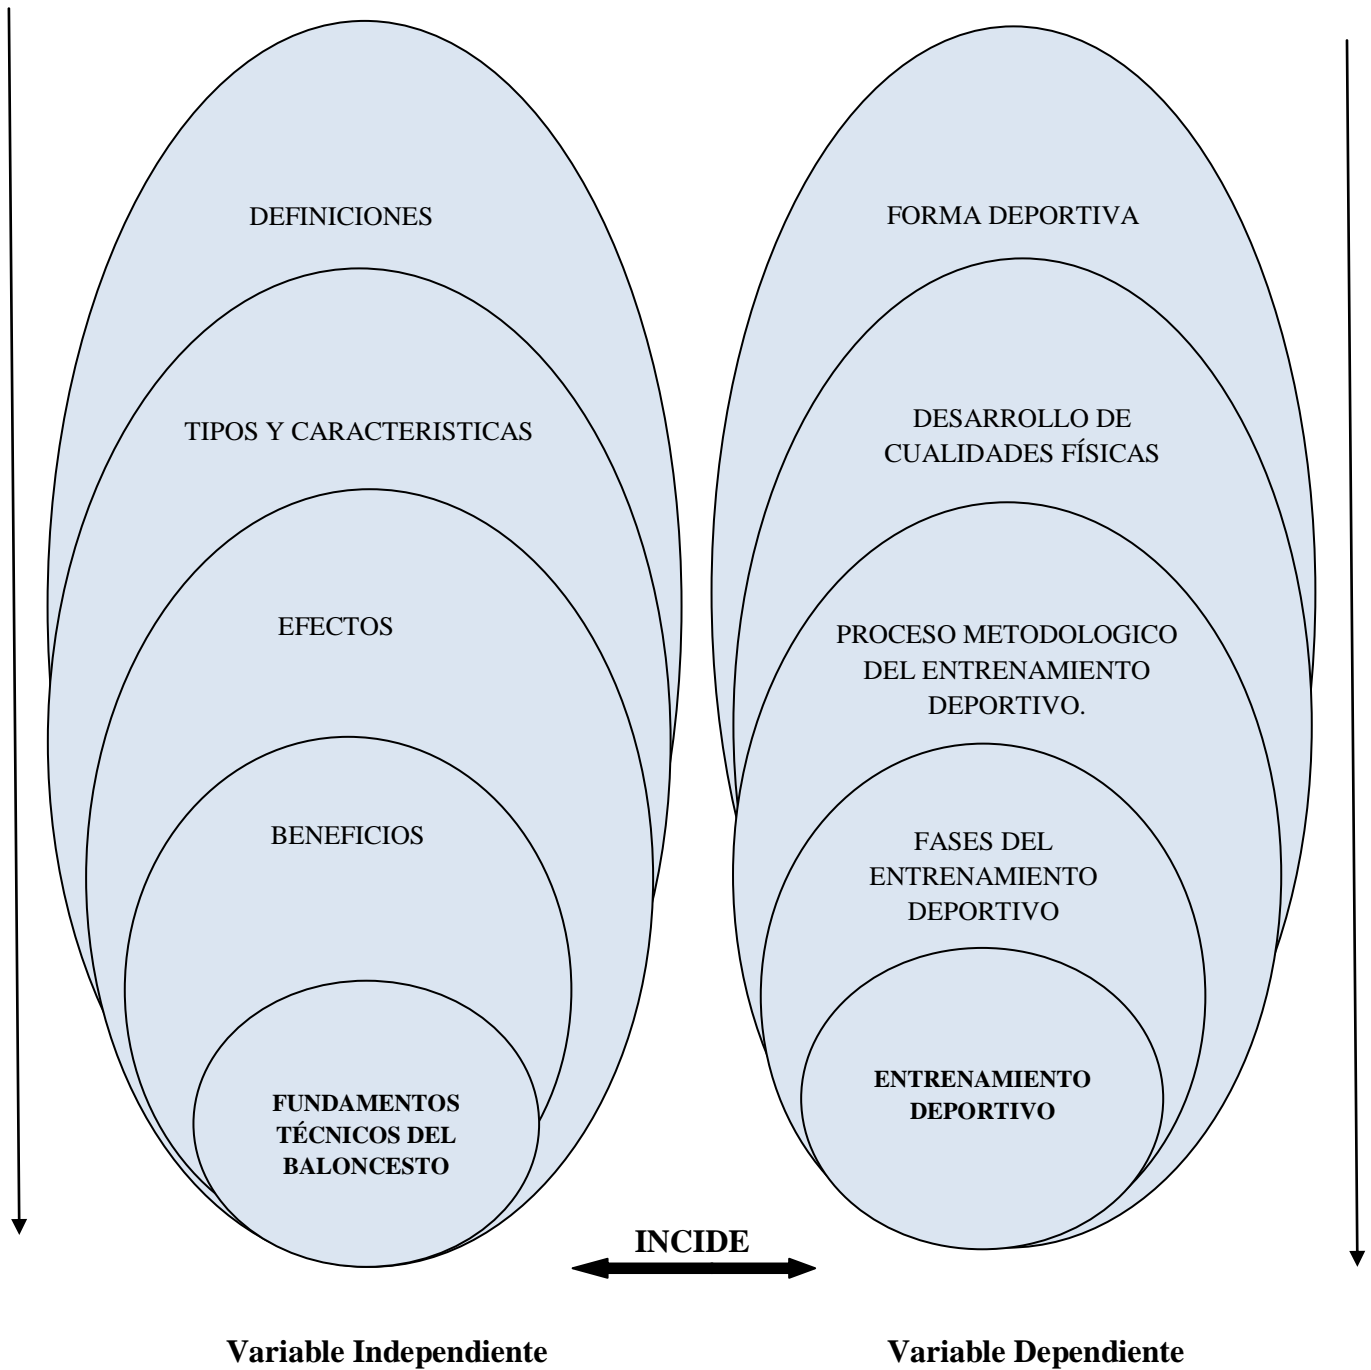 DEFINICIONES
TIPOS Y CARACTERISTICAS
EFECTOS
BENEFICIOS
FUNDAMENTOS
TÉCNICOS DEL
BALONCESTO
FORMA DEPORTIVA
DESARROLLO DE
CUALIDADES FÍSICAS
PROCESO METODOLOGICO
DEL ENTRENAMIENTO
DEPORTIVO.
FASES DEL
ENTRENAMIENTO
DEPORTIVO
ENTRENAMIENTO
DEPORTIVO
INCIDE
Variable Independiente
Variable Dependiente